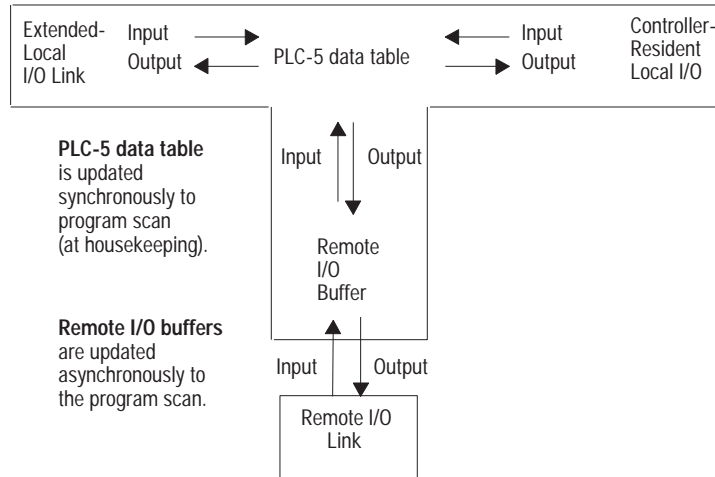 Extended-
Local
I/O Link
Input
Output
PLC-5 data table
Input
Output
Controller-
Resident
Local I/O
PLC-5 data table
is updated
synchronously to
program scan
(at housekeeping).
Input
Output
Remote
I/O
Buffer
Remote I/O buffers
are updated
asynchronously to
the program scan.
Input
Output
Remote I/O
Link